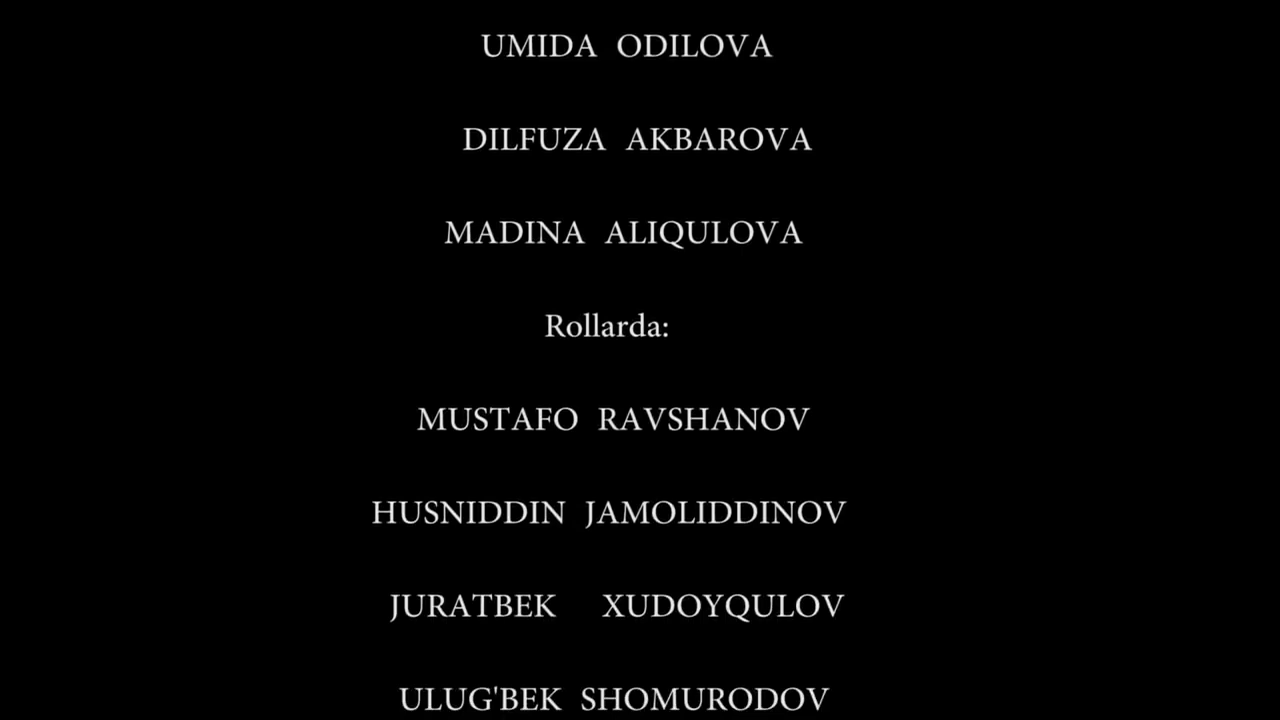 UMIDA ODILOVA
DILFUZA AKBAROVA
MADINA ALIQULOVA
Rollarda:
MUSTAFO RAVSHANOV
HUSNIDDIN JAMOLIDDINOV
JURATBEK XUDOYQULOV
ULUG'BEK SHOMURODOV